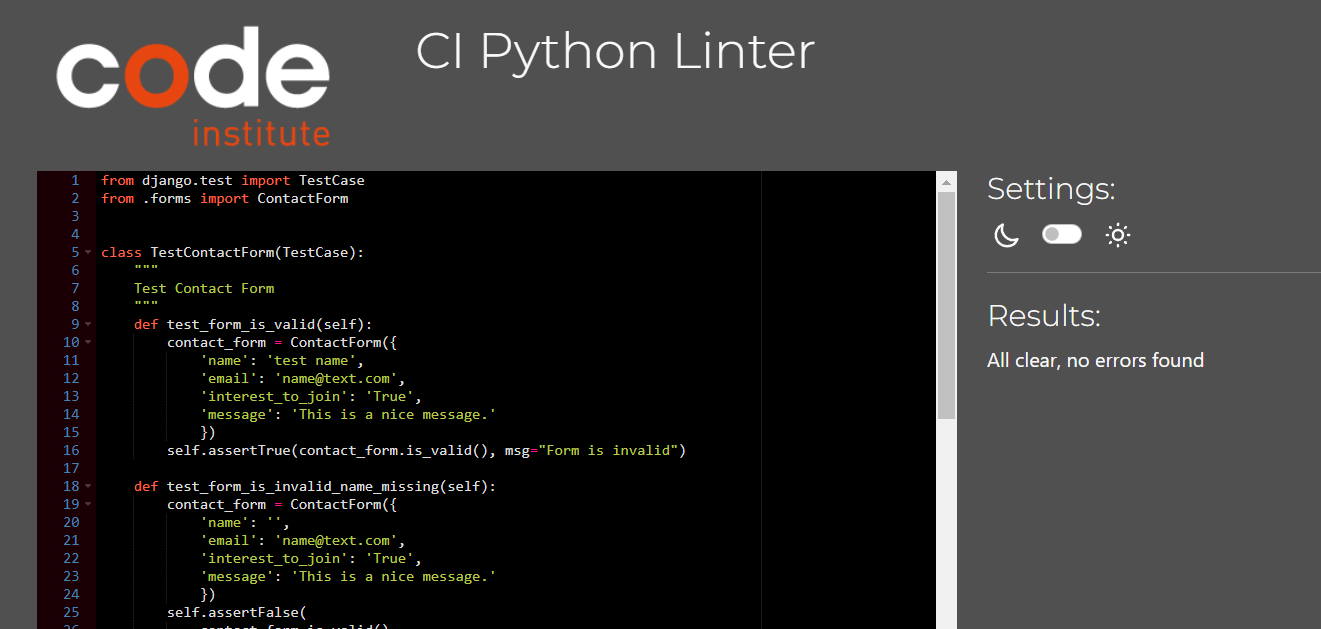 code
institute
CI Python Linter
1 from django.test import TestCase
2 from .forms import ContactForm
3
4
5 class TestContactForm(TestCase):
6     """
7     Test Contact Form
8     """
9     def test_form_is_valid(self):
10         contact_form = ContactForm({
11             'name': 'test name',
12             'email': 'name@text.com',
13             'interest_to_join': 'True',
14             'message': 'This is a nice message.'
15             })
16         self.assertTrue(contact_form.is_valid(), msg="Form is invalid")
17
18     def test_form_is_invalid_name_missing(self):
19         contact_form = ContactForm({
20             'name': '',
21             'email': 'name@text.com',
22             'interest_to_join': 'True',
23             'message': 'This is a nice message.'
24             })
25         self.assertFalse(
26             contact_form.is_valid()
Settings:
Results:
All clear, no errors found